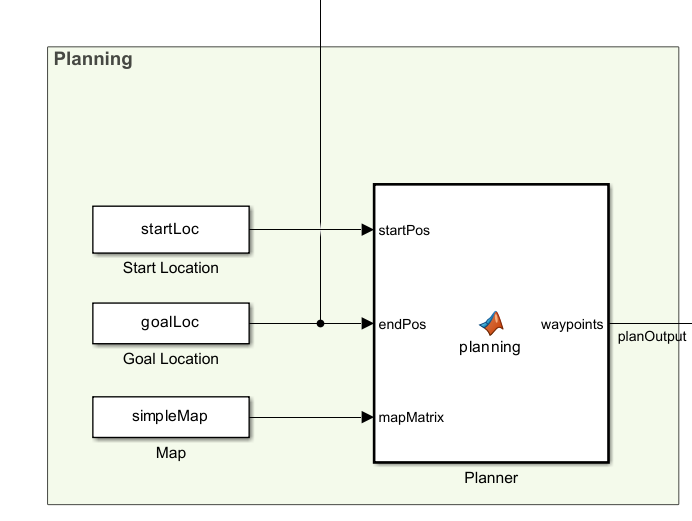 Planning
startLoc
Start Location
goalLoc
Goal Location
simpleMap
Map
startPos
endPos
mapMatrix
planning
waypoints
Planner
planOutput